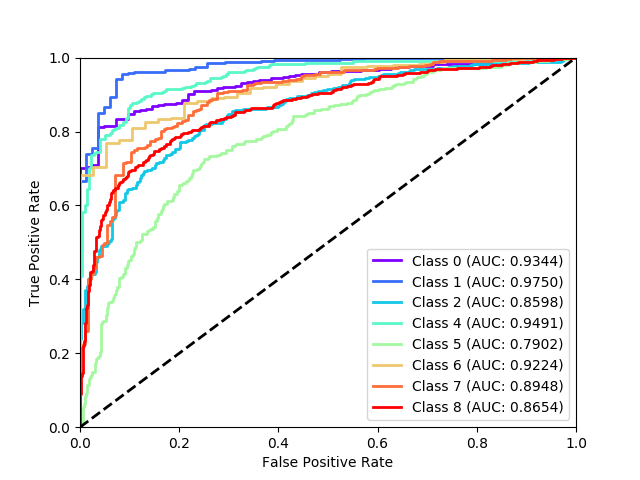 1.0
0.8
0.6
0.4
0.2
0.0
True Positive Rate
Class 0 (AUC: 0.9344)
Class 1 (AUC: 0.9750)
Class 2 (AUC: 0.8598)
Class 4 (AUC: 0.9491)
Class 5 (AUC: 0.7902)
Class 6 (AUC: 0.9224)
Class 7 (AUC: 0.8948)
Class 8 (AUC: 0.8654)
0.0 0.2 0.4 0.6 0.8 1.0
False Positive Rate